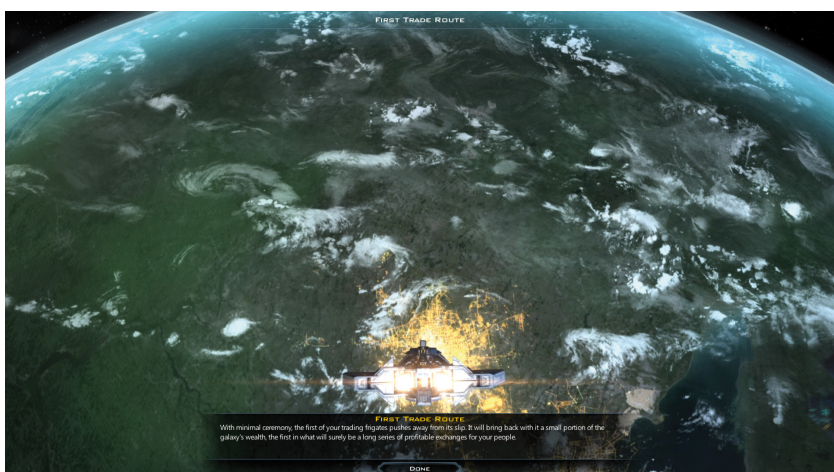 First Trade Route
First Trade Route
With minimal ceremony, the first of your trading frigates pushes away from its slip. It will bring back with it a small portion of the
galaxy's wealth, the first in what will surely be a long series of profitable exchanges for your people.
Done